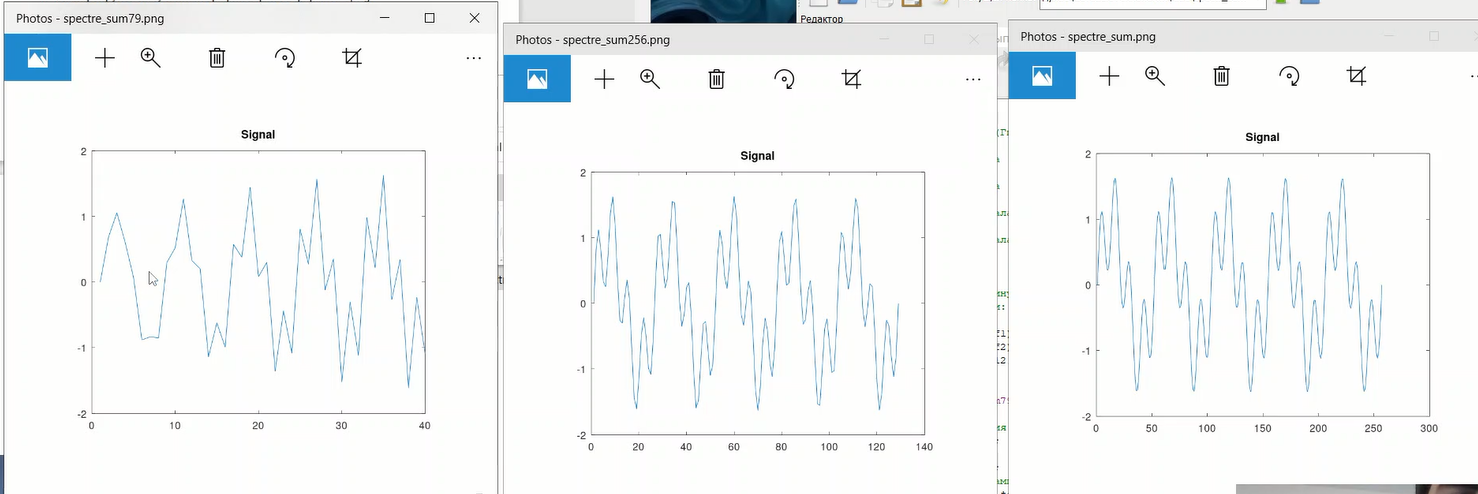 Photos - spectre_sum79.png
Signal
2
1
0
-1
-2
0 10 20 30 40
Photos - spectre_sum256.png
Signal
2
1
0
-1
-2
0 20 40 60 80 100 120 140
Редактор
Photos - spectre_sum.png
Signal
2
1
0
-1
-2
0 50 100 150 200 250 300